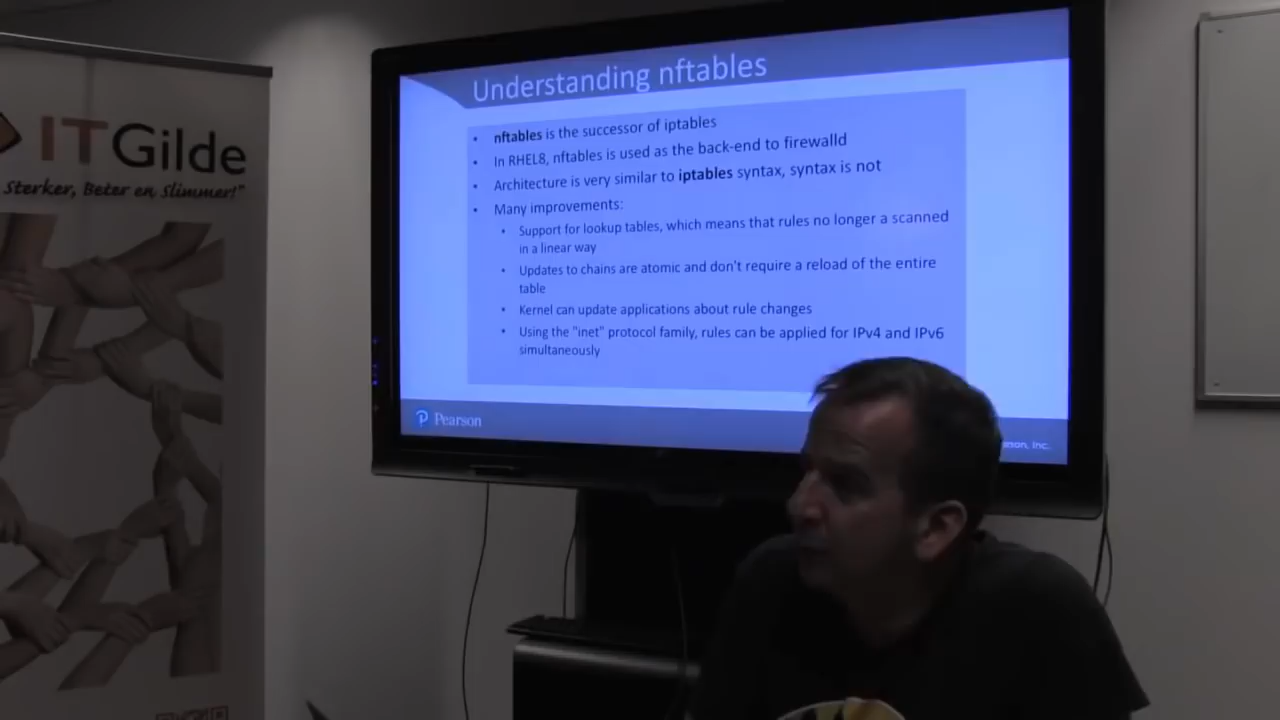 ITGilde
Sterker, Beter en Slimmer!"
Understanding nftables
• nftables is the successor of iptables
• In RHEL8, nftables is used as the back-end to firewalld
• Architecture is very similar to iptables syntax, syntax is not
• Many improvements:
• Support for lookup tables, which means that rules no longer a scanned
in a linear way
• Updates to chains are atomic and don't require a reload of the entire
table
• Kernel can update applications about rule changes
• Using the "inet" protocol family, rules can be applied for IPv4 and IPv6
simultaneously
Pearson
Inc.